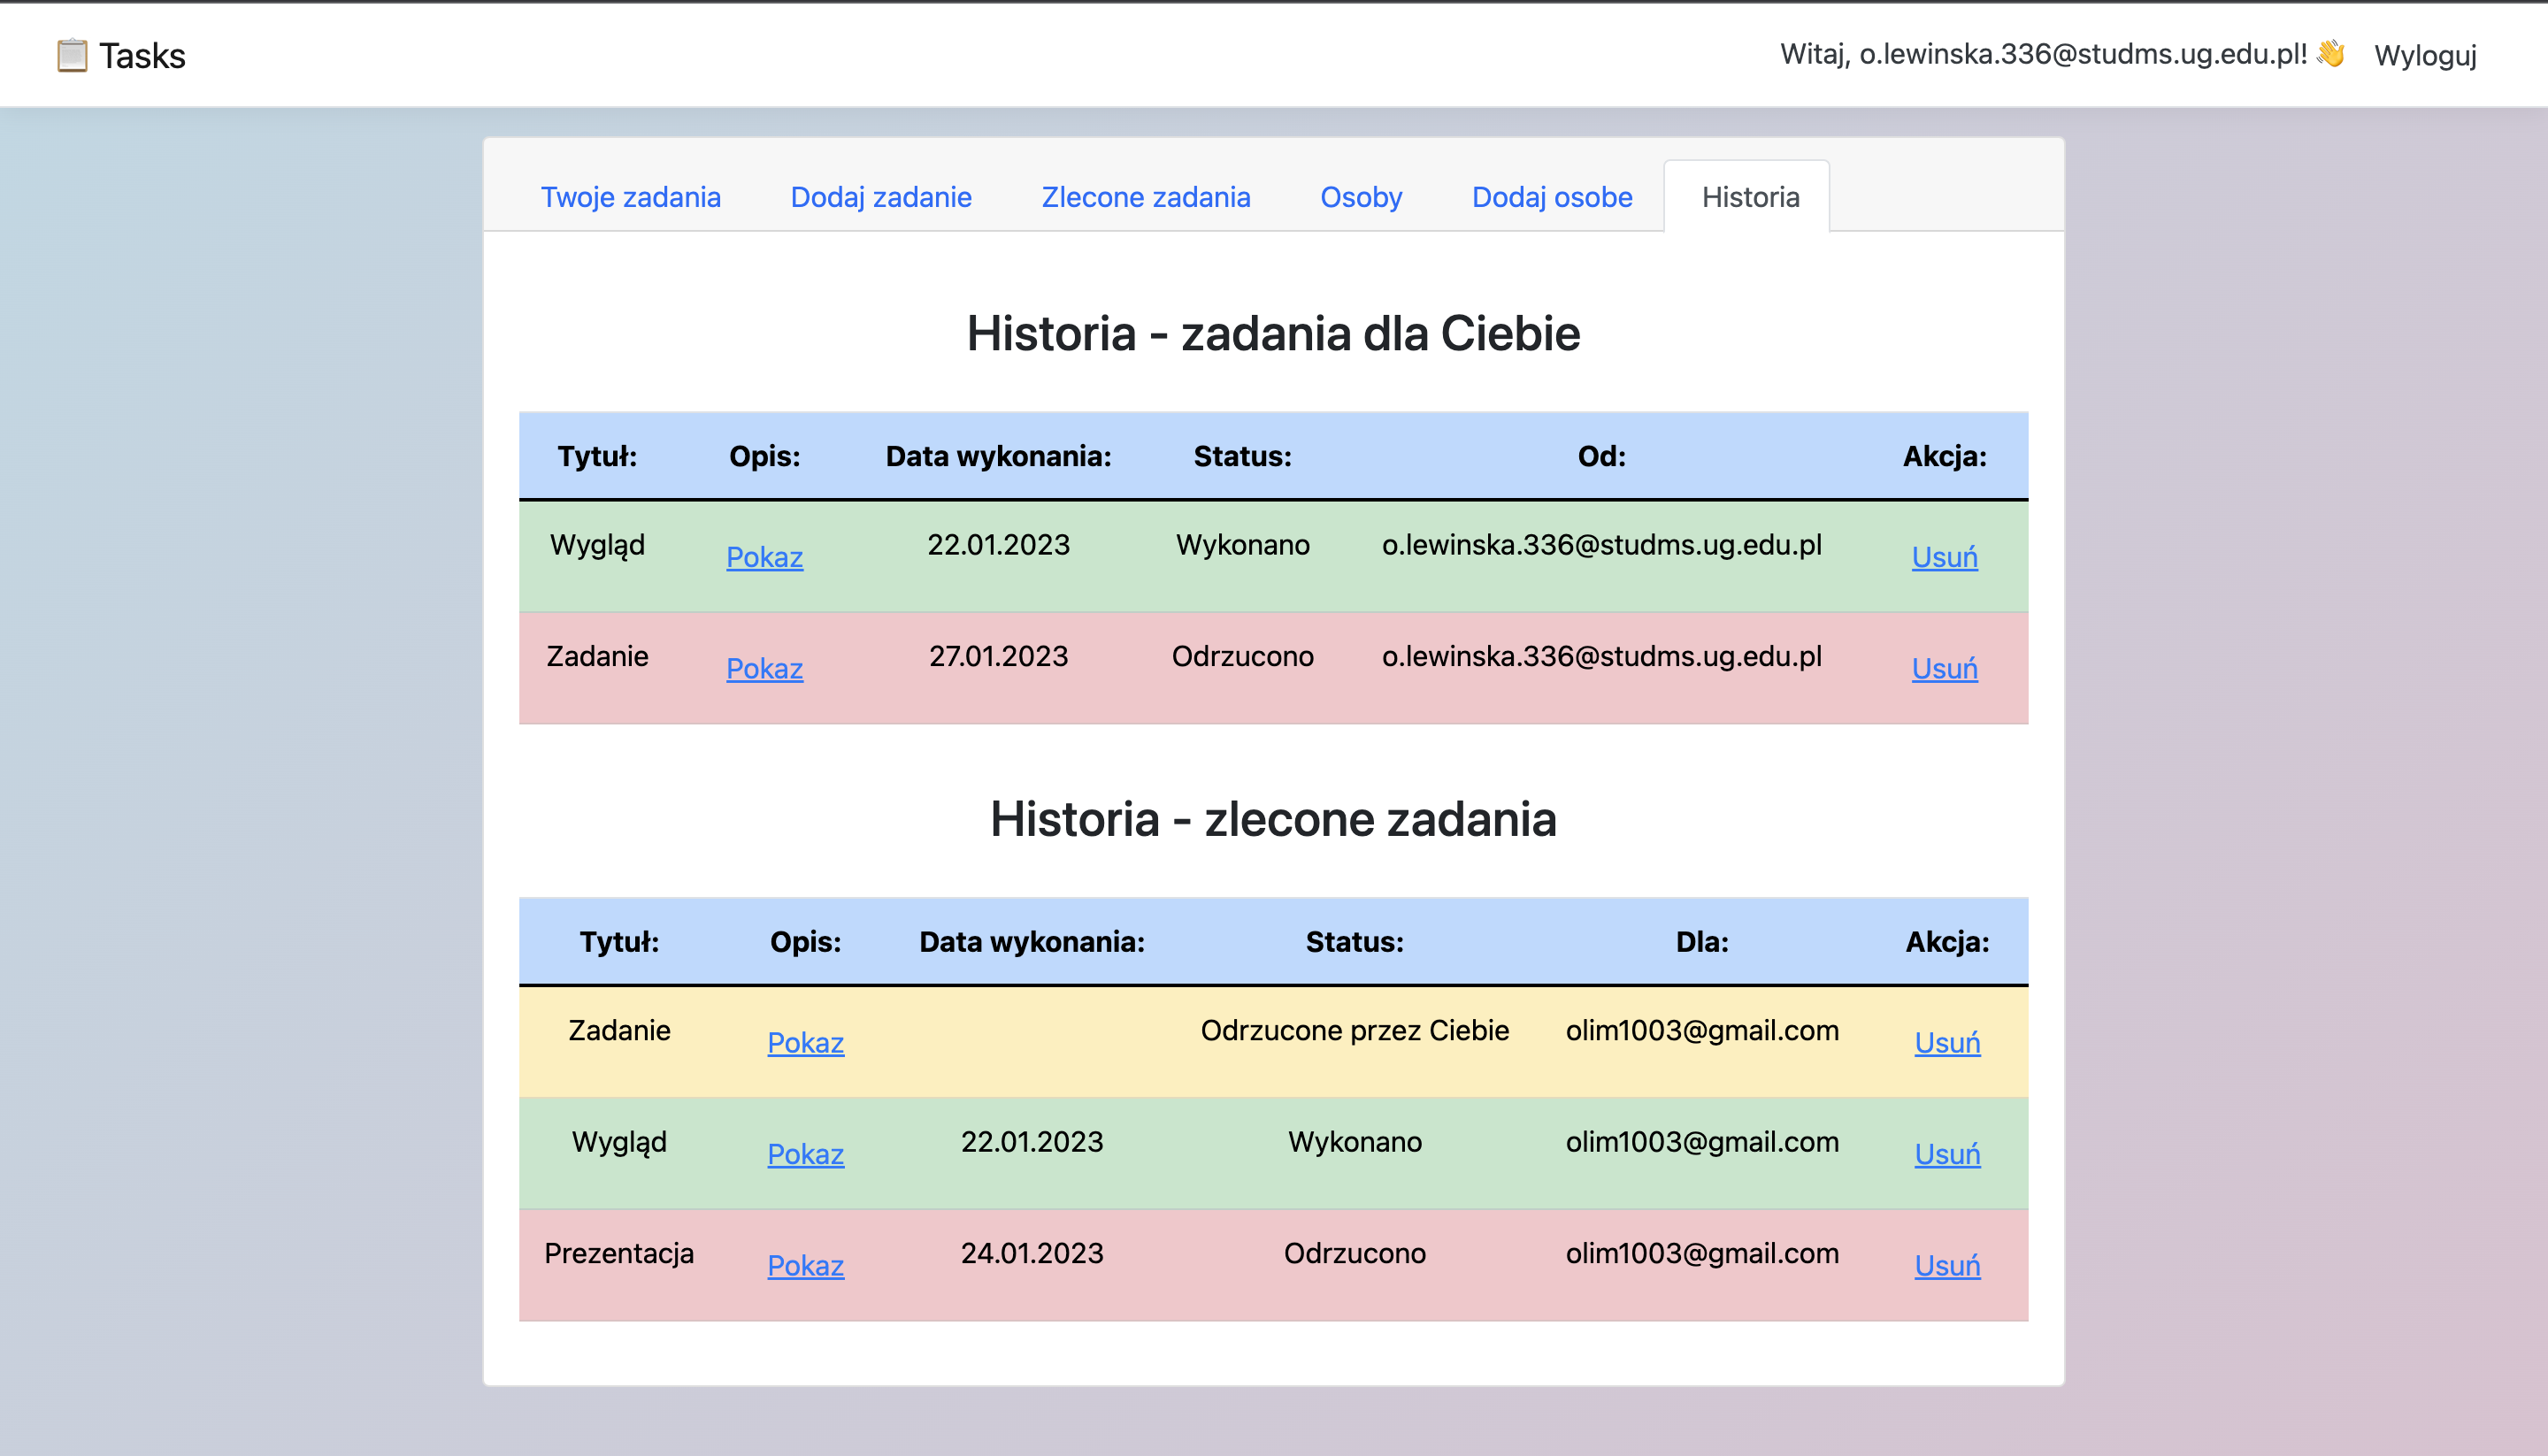 📋 Tasks
Witaj, o.lewinska.336@studms.ug.edu.pl! 👋 Wyloguj
Twoje zadania Dodaj zadanie Zlecone zadania Osoby Dodaj osobe Historia
Historia - zadania dla Ciebie
Tytuł: Opis: Data wykonania: Status: Od: Akcja:
Wygląd Pokaz 22.01.2023 Wykonano o.lewinska.336@studms.ug.edu.pl Usuń
Zadanie Pokaz 27.01.2023 Odrzucono o.lewinska.336@studms.ug.edu.pl Usuń
Historia - zlecone zadania
Tytuł: Opis: Data wykonania: Status: Dla: Akcja:
Zadanie Pokaz Odrzucone przez Ciebie olim1003@gmail.com Usuń
Wygląd Pokaz 22.01.2023 Wykonano olim1003@gmail.com Usuń
Prezentacja Pokaz 24.01.2023 Odrzucono olim1003@gmail.com Usuń